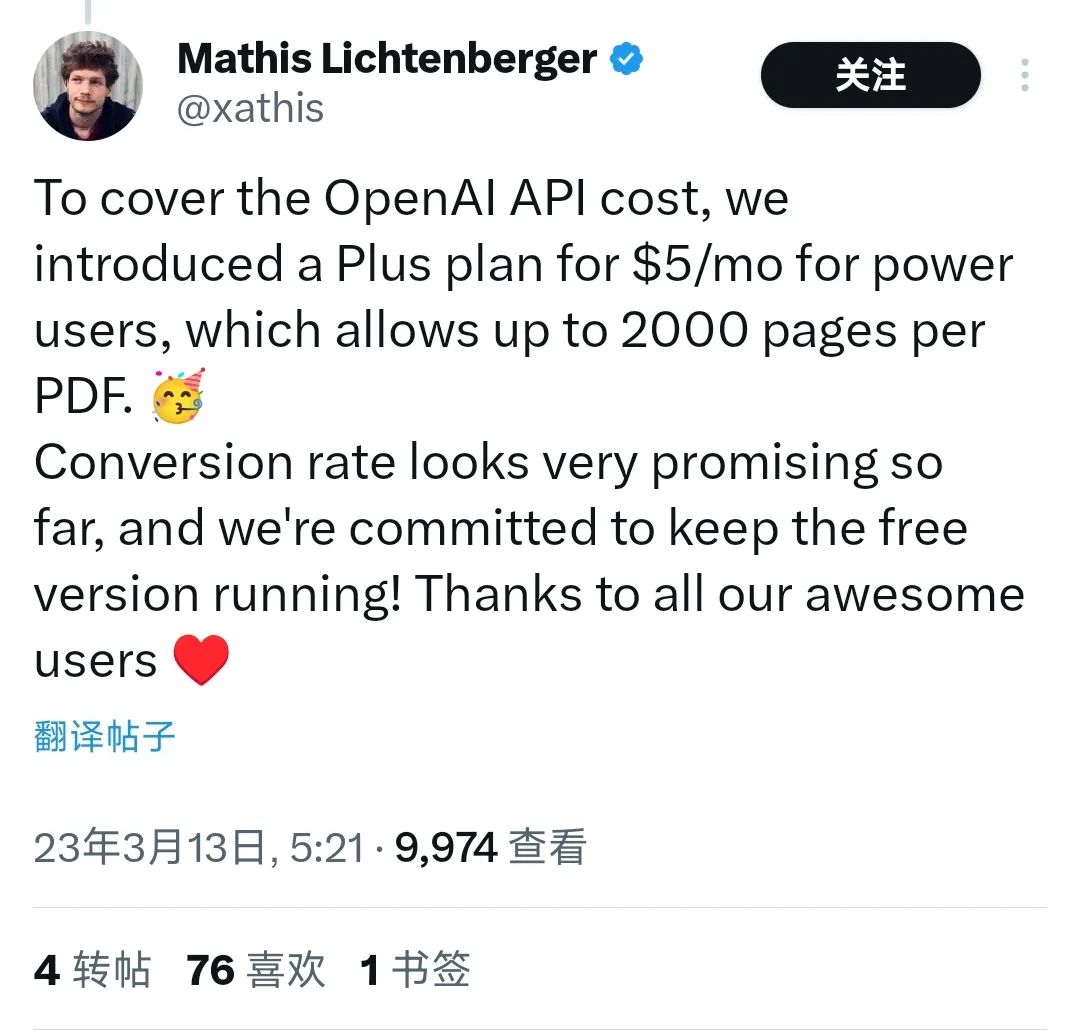 Mathis Lichtenberger
关注
@xathis
To cover the OpenAI API cost, we
introduced a Plus plan for $5/mo for power
users, which allows up to 2000 pages per
PDF. 🥳
Conversion rate looks very promising so
far, and we're committed to keep the free
version running! Thanks to all our awesome
users ♥️
翻译帖子
23年3月13日, 5:21 · 9,974 查看
4 转帖 76 喜欢 1 书签